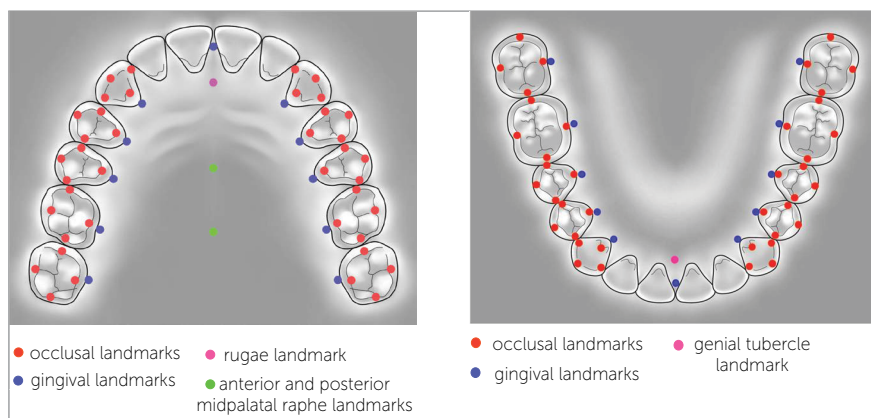 occlusal landmarks
gingival landmarks
rugae landmark
anterior and posterior
midpalatal raphe landmarks
occlusal landmarks
gingival landmarks
genial tubercle
landmark